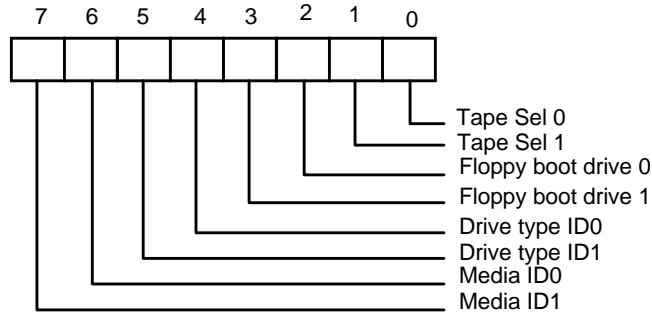 7 6 5 4 3 2 1 0
Tape Sel 0
Tape Sel 1
Floppy boot drive 0
Floppy boot drive 1
Drive type ID0
Drive type ID1
Media ID0
Media ID1